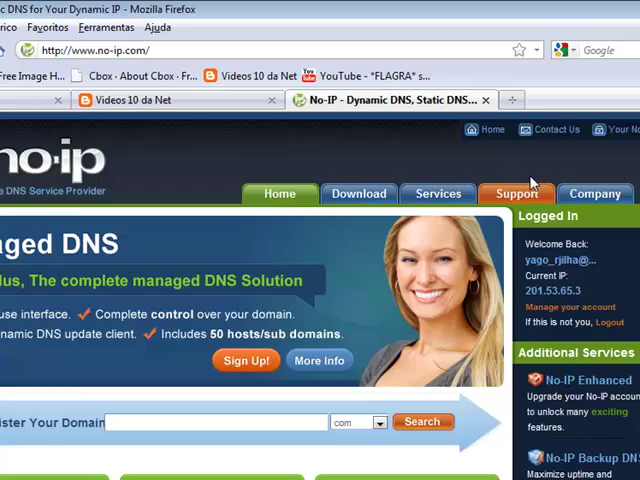 c DNS for Your Dynamic IP - Mozilla Firefox
rico Favoritos Ferramentas Ajuda
http://www.no-ip.com/
Google
Free Image H... Cbox · About Cbox · Fr... Videos 10 da Net YouTube - *FLAGRA* s...
Videos 10 da Net No-IP - Dynamic DNS, Static DNS...
Home Contact Us Your No
no-ip
e DNS Service Provider
Home Download Services Support Company
Logged In
Welcome Back:
yago_rjilha@...
Current IP:
201.53.65.3
Manage your account
If this is not you, Logout
aged DNS
lus, The complete managed DNS Solution
use interface. Complete control over your domain.
namic DNS update client. Includes 50 hosts/sub domains.
Sign Up! More Info
Additional Services
No-IP Enhanced
Upgrade your No-IP accoun
to unlock many exciting
features.
ister Your Domain com Search
No-IP Backup DN
Maximize uptime and